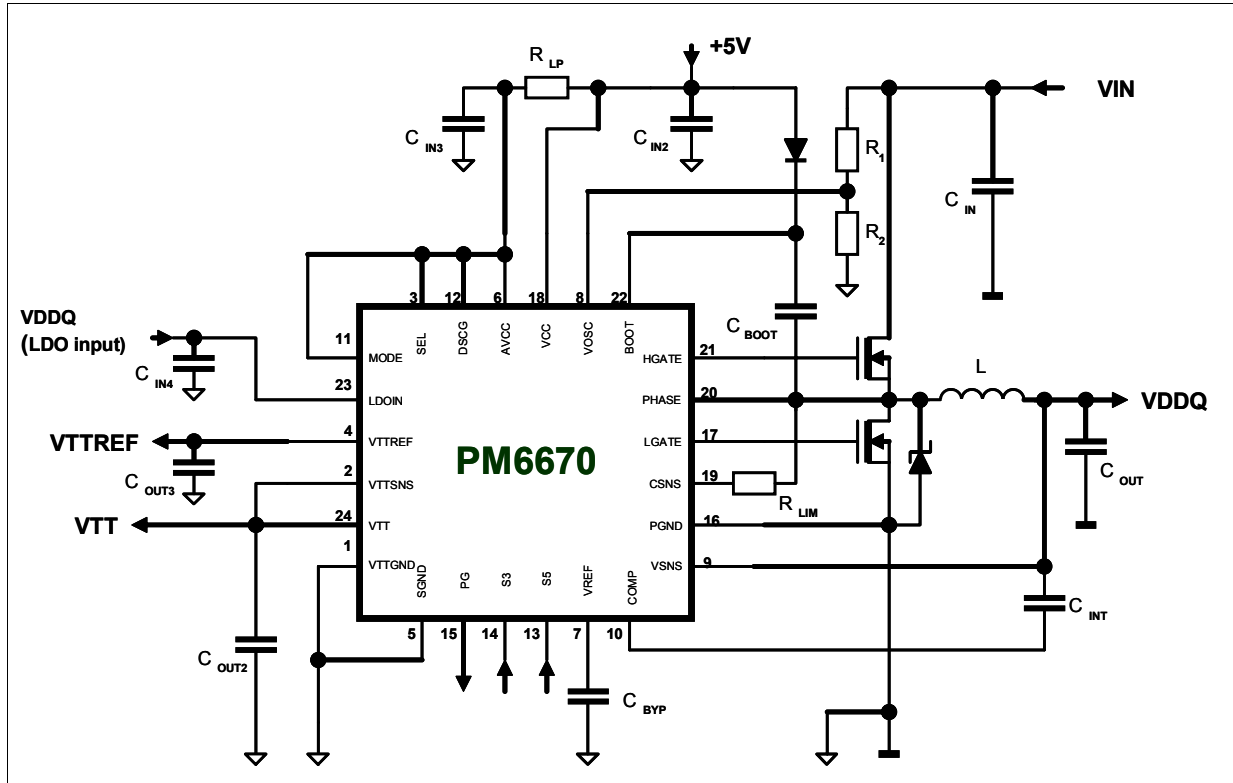 +5V
R LP
VIN
C IN3
C IN2
R 1
C IN
R 2
3 12 6 18 8 22
VDDQ
(LDO input)
C IN4
C BOOT
SEL DSCG AVCC VCC VOSC BOOT
11 MODE
HGATE 21
L
23 LDOIN
PHASE 20
VDDQ
VTTREF
4 VTTREF
LGATE 17
PM6670
C OUT3
2 VTTSNS
CSNS 19
R LIM
C OUT
VTT
24 VTT
PGND 16
1 VTTGND
VSNS 9
SGND PG S3 S5 VREF COMP
C INT
5 15 14 13 7 10
C OUT2
C BYP